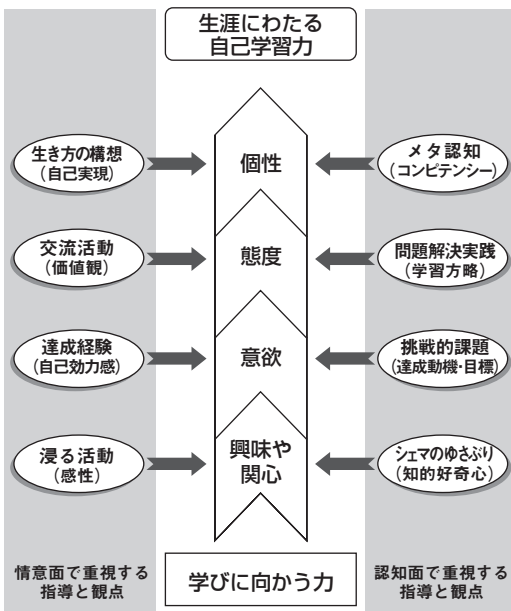 生涯にわたる
自己学習力
生き方の構想
(自己実現)
個性
メタ認知
(コンピテンシー)
交流活動
(価値観)
態度
問題解決実践
(学習方略)
達成経験
(自己効力感)
意欲
挑戦的課題
(達成動機・目標)
浸る活動
(感性)
興味や
関心
シェマのゆさぶり
(知的好奇心)
情意面で重視する
指導と観点
学びに向かう力
認知面で重視する
指導と観点